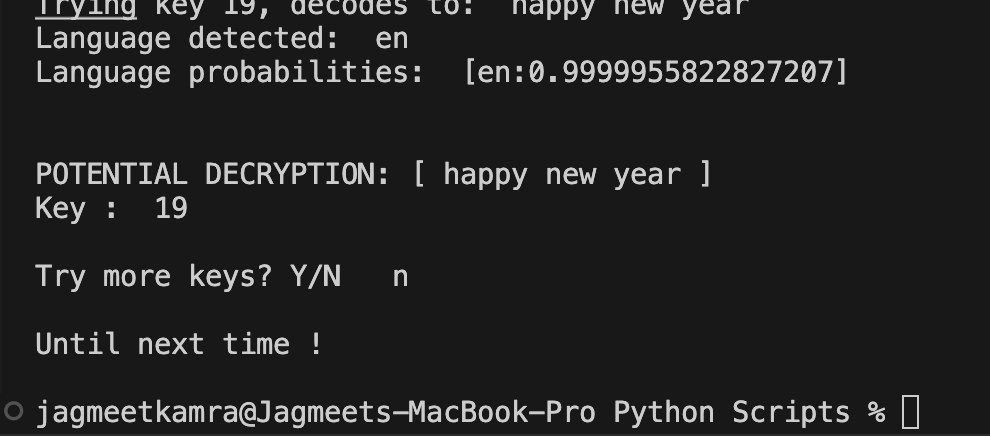 Trying key 19, decodes to:  happy new year
Language detected:  en
Language probabilities:  [en:0.9999955822827207]
POTENTIAL DECRYPTION: [ happy new year ]
Key :  19
Try more keys? Y/N   n
Until next time !
jagmeetkamra@Jagmeets-MacBook-Pro Python Scripts %